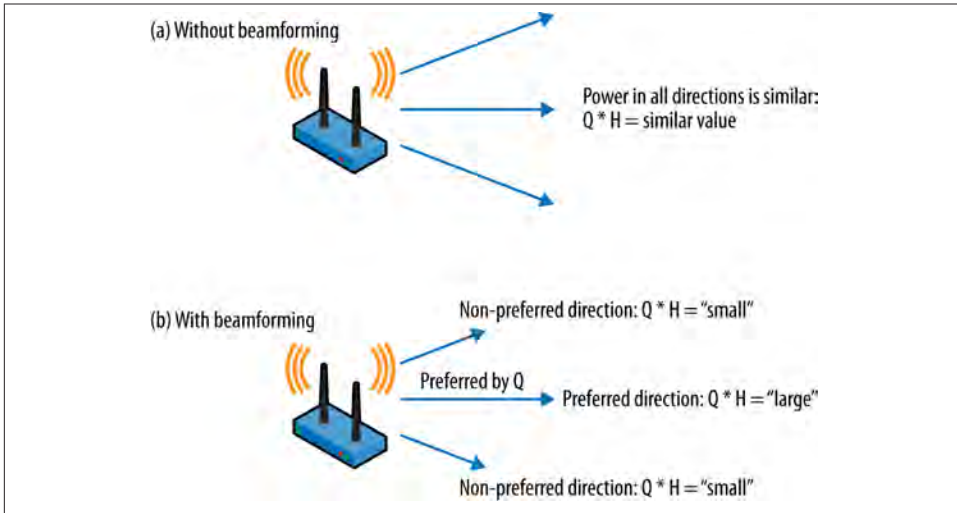 (a) Without beamforming
Power in all directions is similar:
Q * H = similar value
Non-preferred direction: Q * H = “small”
(b) With beamforming
Preferred by Q
Preferred direction: Q * H = “large”
Non-preferred direction: Q * H = “small”